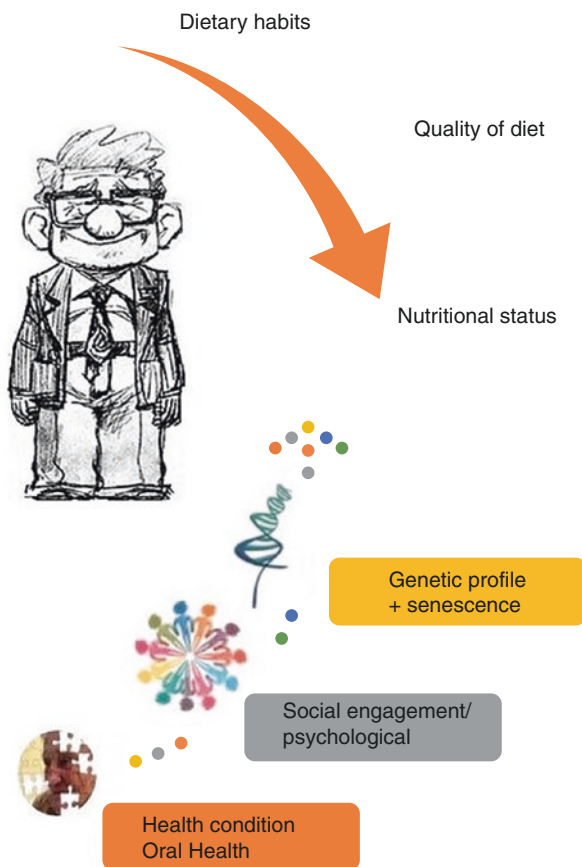 Dietary habits
Quality of diet
Nutritional status
Genetic profile
+ senescence
Social engagement/
psychological
Health condition
Oral Health